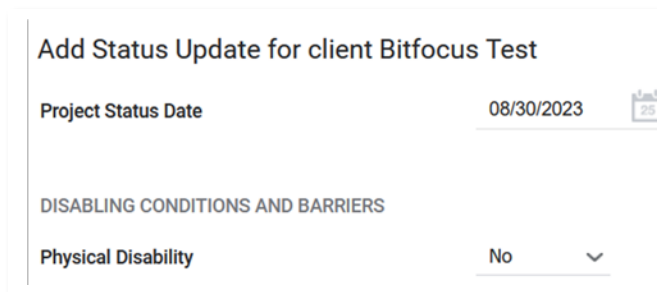 Add Status Update for client Bitfocus Test
Project Status Date 08/30/2023 25
DISABLING CONDITIONS AND BARRIERS
Physical Disability No